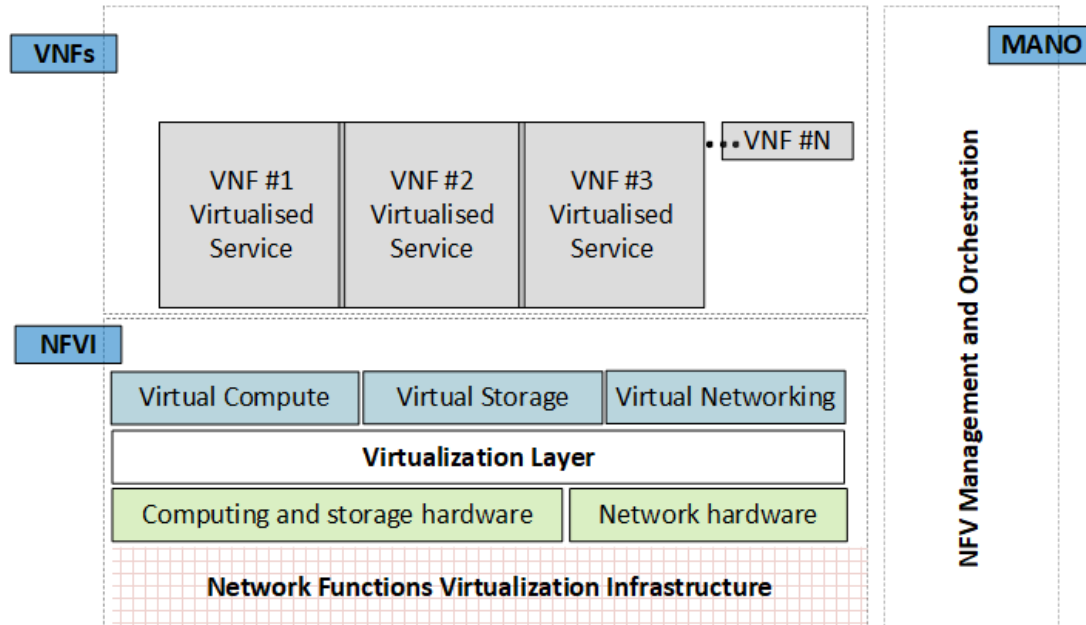 VNFs
MANO
VNF #1
Virtualised
Service
VNF #2
Virtualised
Service
VNF #3
Virtualised
Service
VNF #N
NFV Management and Orchestration
NFVI
Virtual Compute
Virtual Storage
Virtual Networking
Virtualization Layer
Computing and storage hardware
Network hardware
Network Functions Virtualization Infrastructure